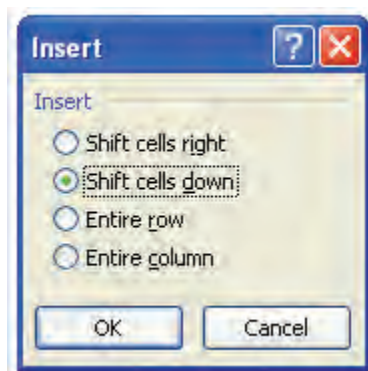 Insert ?
Insert
Shift cells right
Shift cells down
Entire row
Entire column
OK Cancel